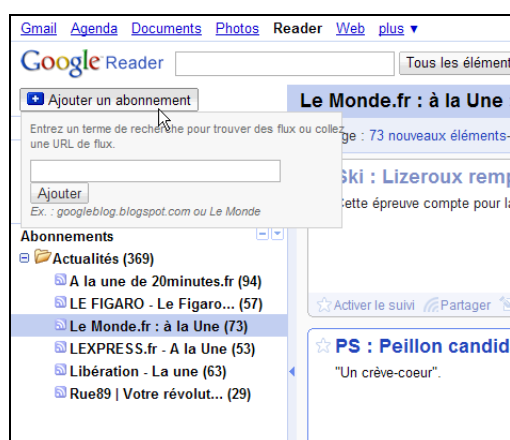 Gmail Agenda Documents Photos Reader Web plus ▼
Google Reader Tous les élément
Ajouter un abonnement
Le Monde.fr : à la Une
Entrez un terme de recherche pour trouver des flux ou collez
une URL de flux.
ge : 73 nouveaux éléments-
Ski : Lizeroux remp
Ajouter
Cette épreuve compte pour la
Ex. : googleblog.blogspot.com ou Le Monde
Abonnements
Actualités (369)
A la une de 20minutes.fr (94)
LE FIGARO - Le Figaro... (57)
Activer le suivi Partager
Le Monde.fr : à la Une (73)
LEXPRESS.fr - A la Une (53)
PS : Peillon candid
Libération - La une (63)
"Un crève-coeur".
Rue89 | Votre révolut... (29)